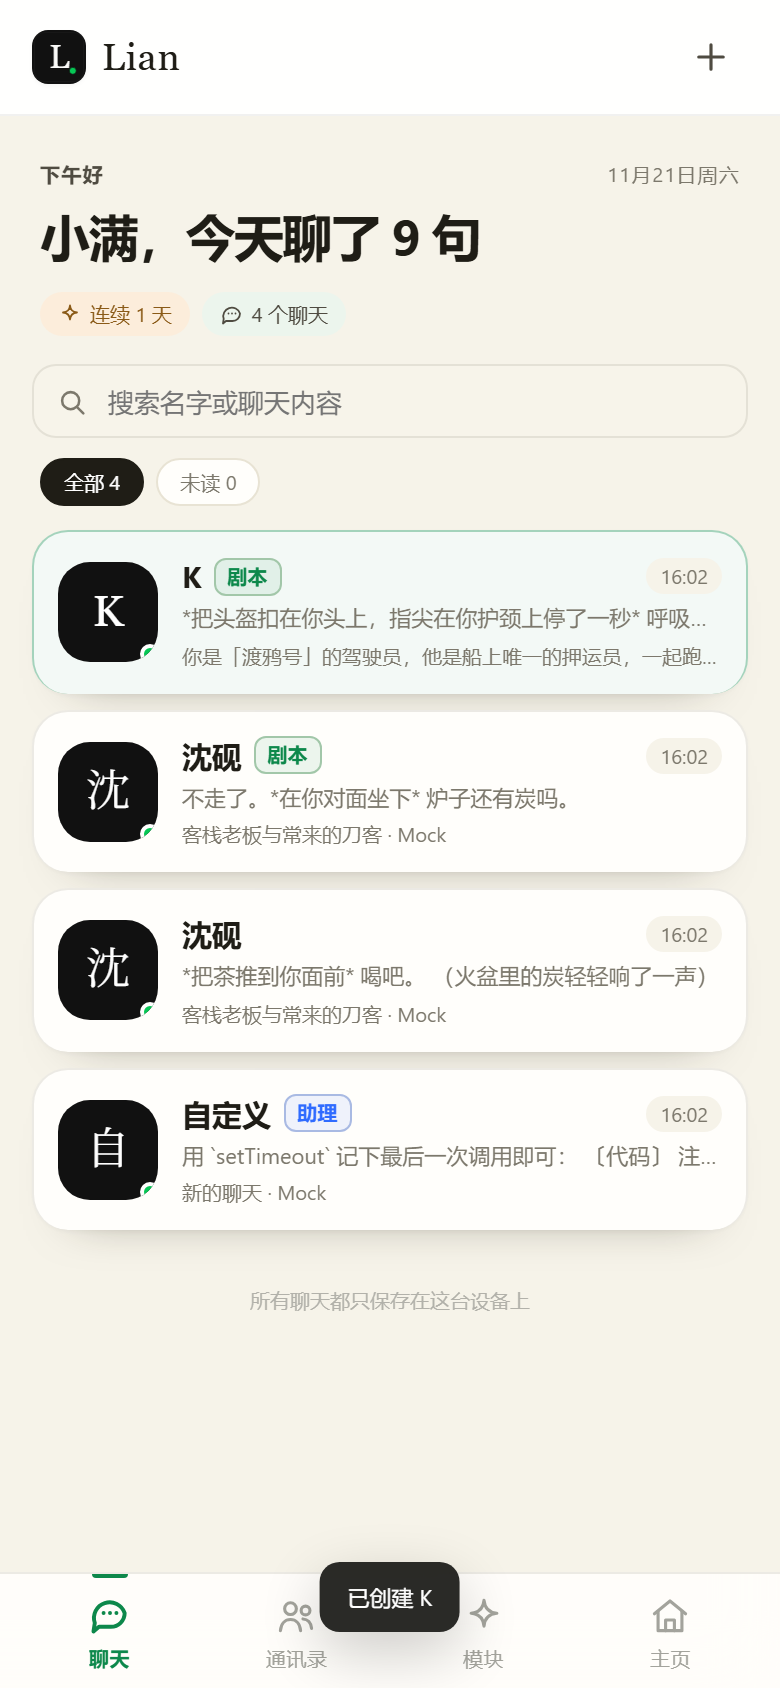 L.
Lian
下午好
11月21日周六
小满，今天聊了 9 句
连续 1 天
4 个聊天
搜索名字或聊天内容
全部 4
未读 0
K
K
剧本
16:02
*把头盔扣在你头上，指尖在你护颈上停了一秒* 呼吸...
你是「渡鸦号」的驾驶员，他是船上唯一的押运员，一起跑...
沈
沈砚
剧本
16:02
不走了。*在你对面坐下* 炉子还有炭吗。
客栈老板与常来的刀客 · Mock
沈
沈砚
16:02
*把茶推到你面前* 喝吧。 （火盆里的炭轻轻响了一声）
客栈老板与常来的刀客 · Mock
自
自定义
助理
16:02
用 `setTimeout` 记下最后一次调用即可： 〔代码〕 注...
新的聊天 · Mock
所有聊天都只保存在这台设备上
已创建 K
聊天
通讯录
模块
主页